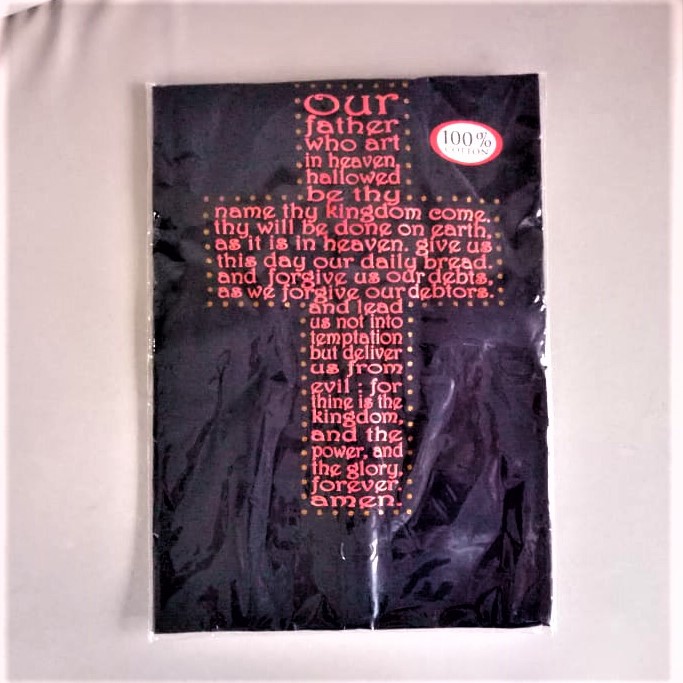 Our
father
who art
in heaven,
hallowed
be thy
name thy kingdom come.
thy will be done on earth,
as it is in heaven. give us
this day our daily bread.
and forgive us our debts,
as we forgive our debtors.
and lead
us not into
temptation
but deliver
us from
evil : for
thine is the
kingdom,
and the
power, and
the glory,
forever.
amen.
100%
COTTON